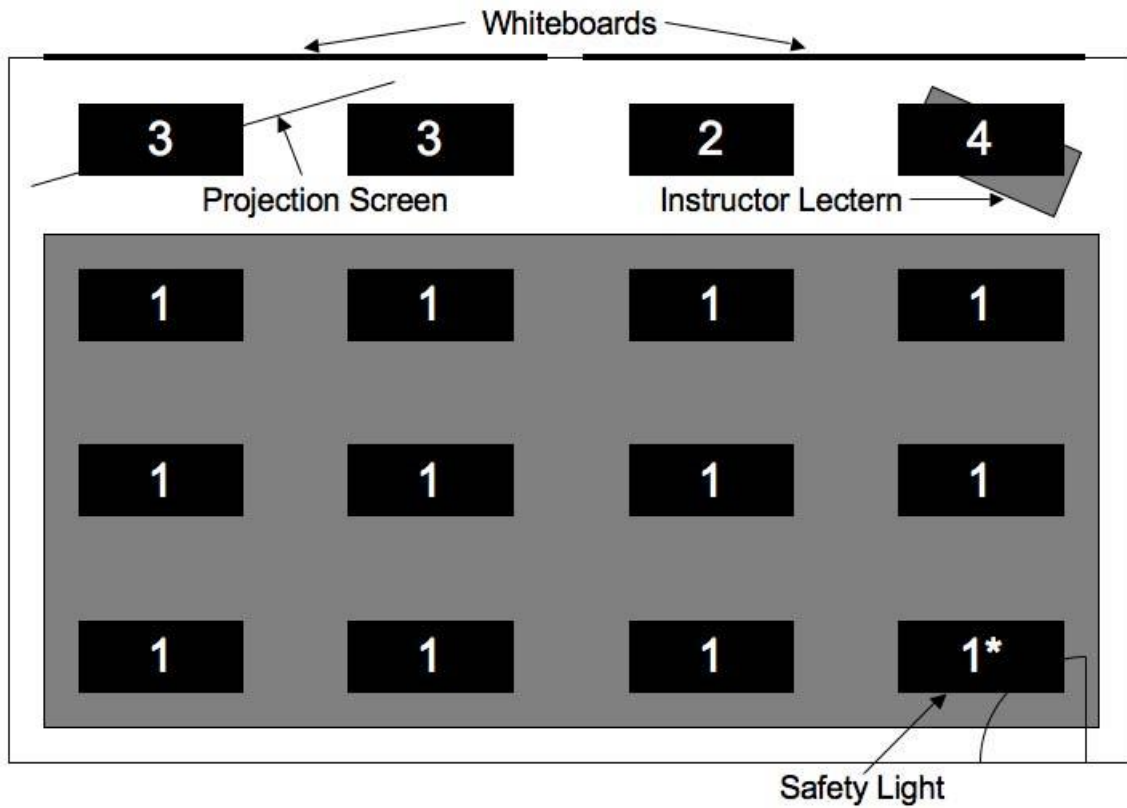 Whiteboards
3 3 2 4
Projection Screen Instructor Lectern
1 1 1 1
1 1 1 1
1 1 1 1*
Safety Light